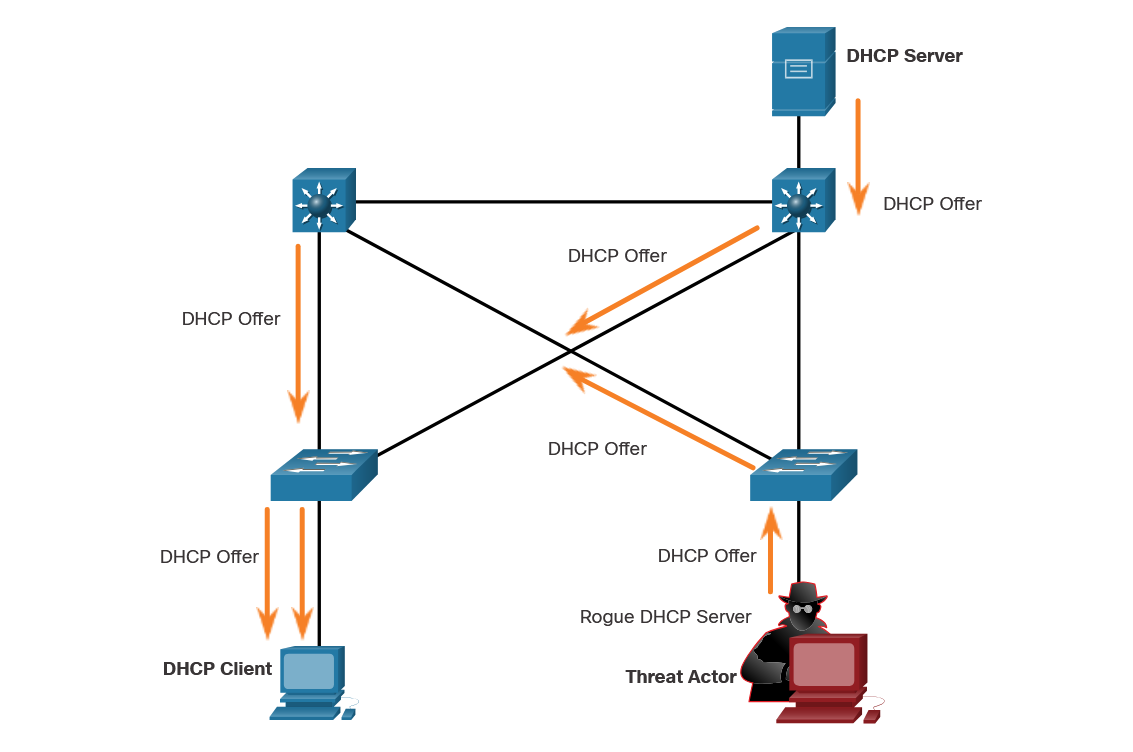 DHCP Server
DHCP Offer
DHCP Offer
DHCP Offer
DHCP Offer
DHCP Offer
DHCP Offer
Rogue DHCP Server
DHCP Client
Threat Actor